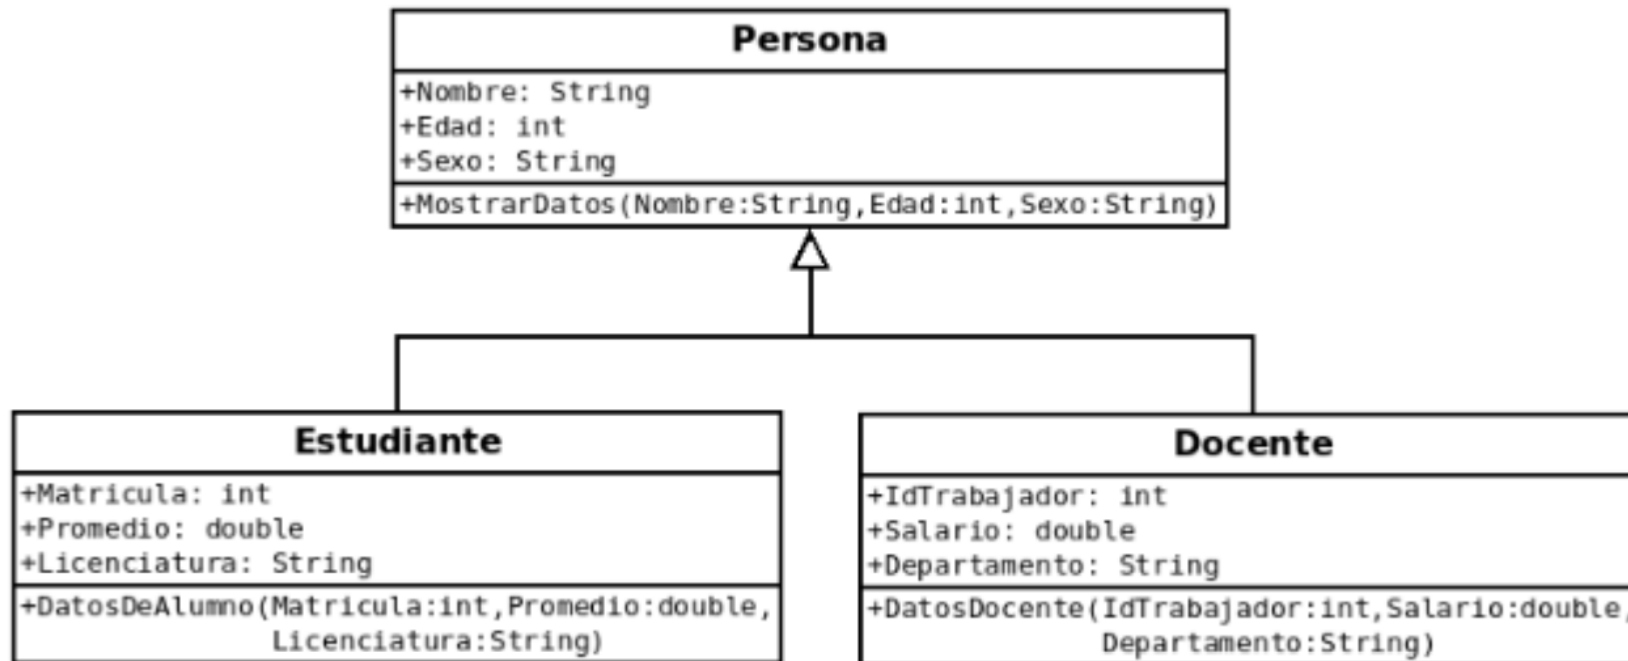 Persona
+Nombre: String
+Edad: int
+Sexo: String
+MostrarDatos(Nombre:String,Edad:int,Sexo:String)
Estudiante
+Matricula: int
+Promedio: double
+Licenciatura: String
+DatosDeAlumno(Matricula:int,Promedio:double,
Licenciatura:String)
Docente
+IdTrabajador: int
+Salario: double
+Departamento: String
+DatosDocente(IdTrabajador:int,Salario:double,
Departamento:String)